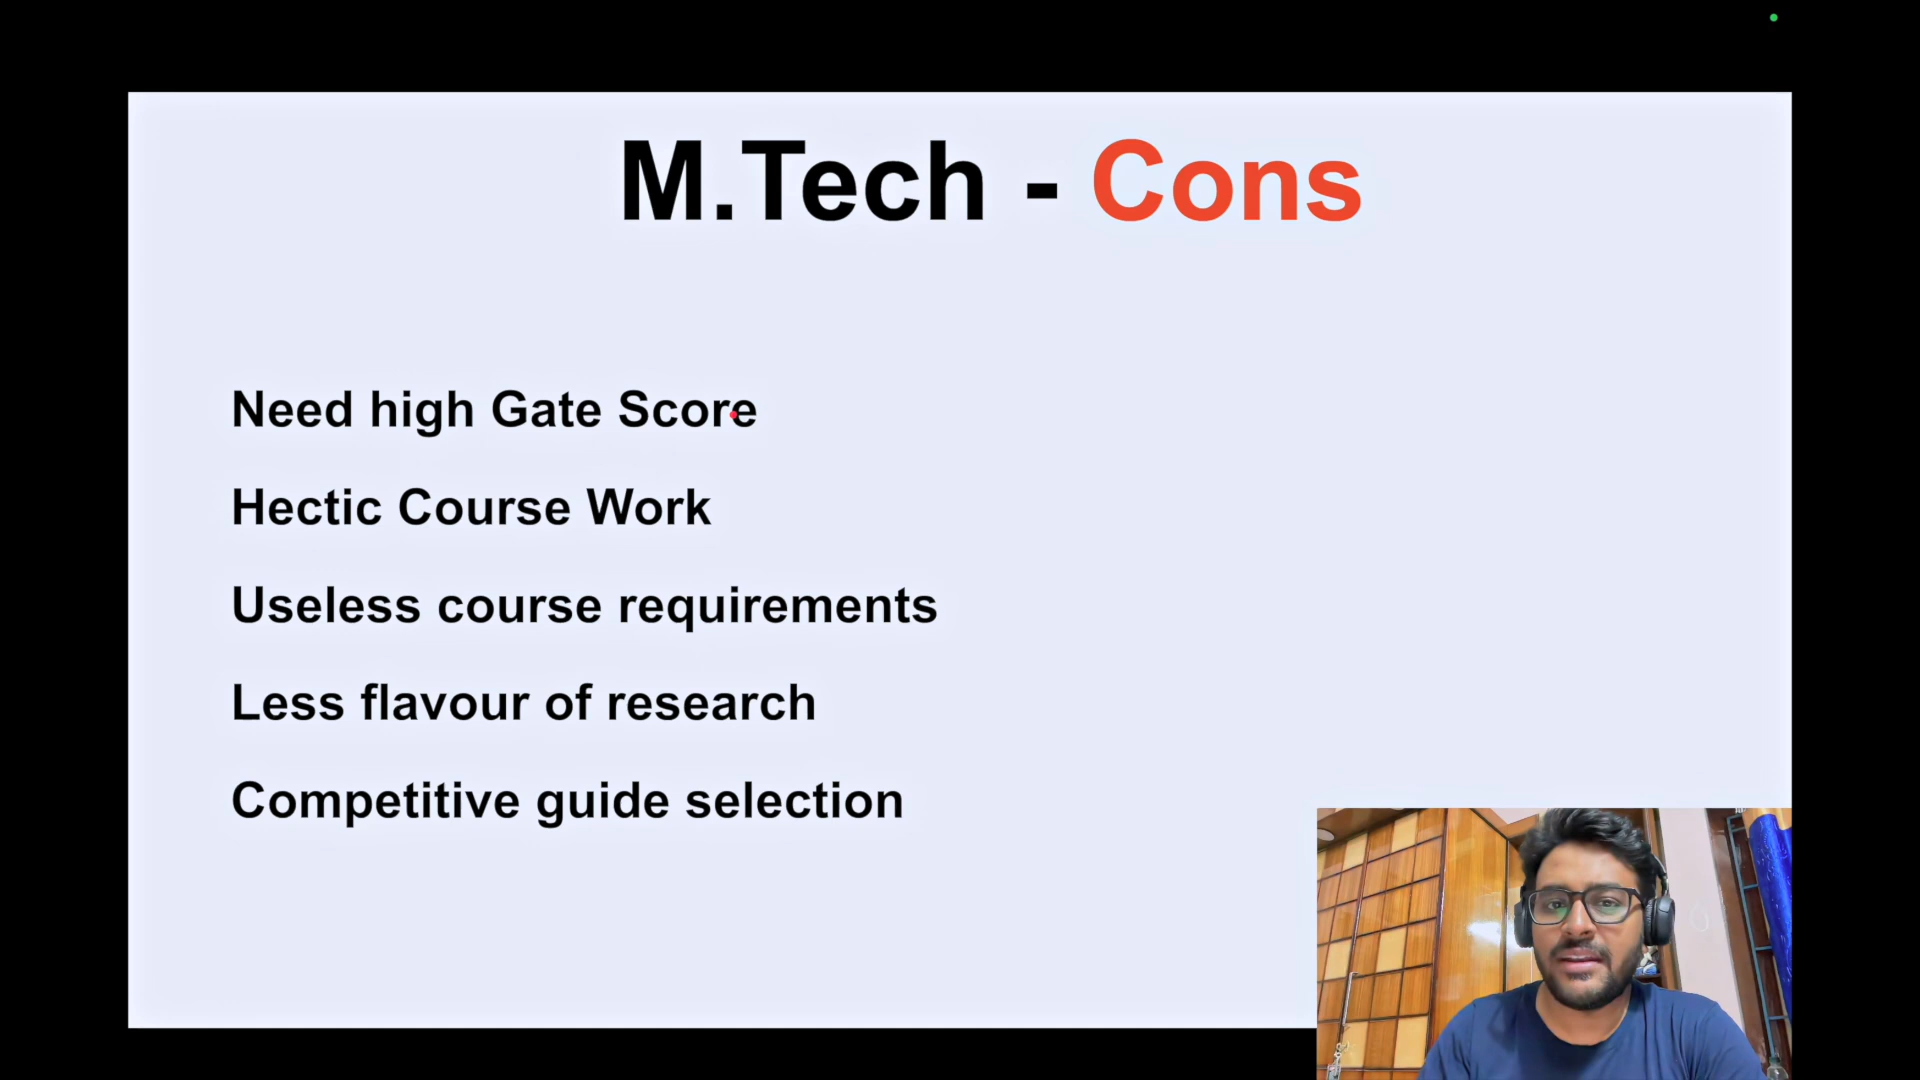 M.Tech - Cons
Need high Gate Score
Hectic Course Work
Useless course requirements
Less flavour of research
Competitive guide selection